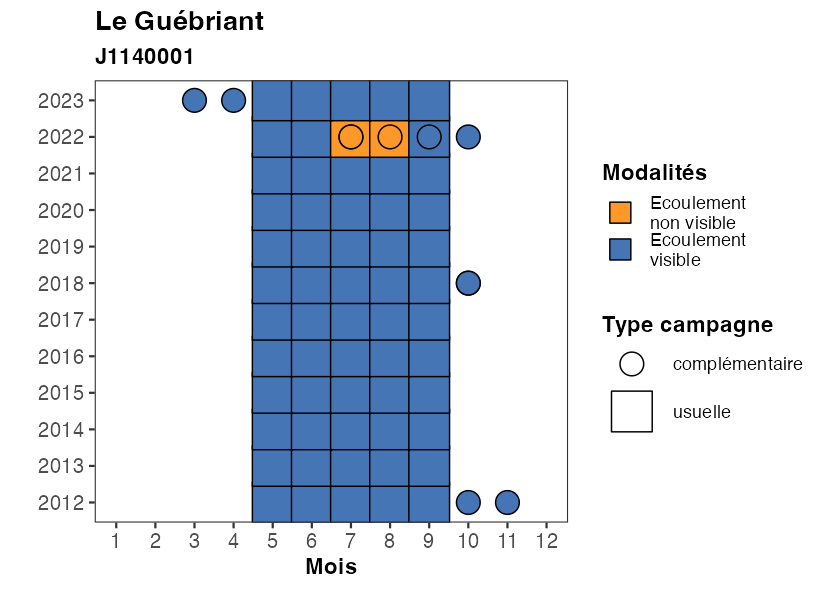 Le Guébriant
J1140001
2023
2022
2021
2020
2019
2018
2017
2016
2015
2014
2013
2012
1 2 3 4 5 6 7 8 9 10 11 12
Mois
Modalités
Ecoulement
non visible
Ecoulement
visible
Type campagne
complémentaire
usuelle